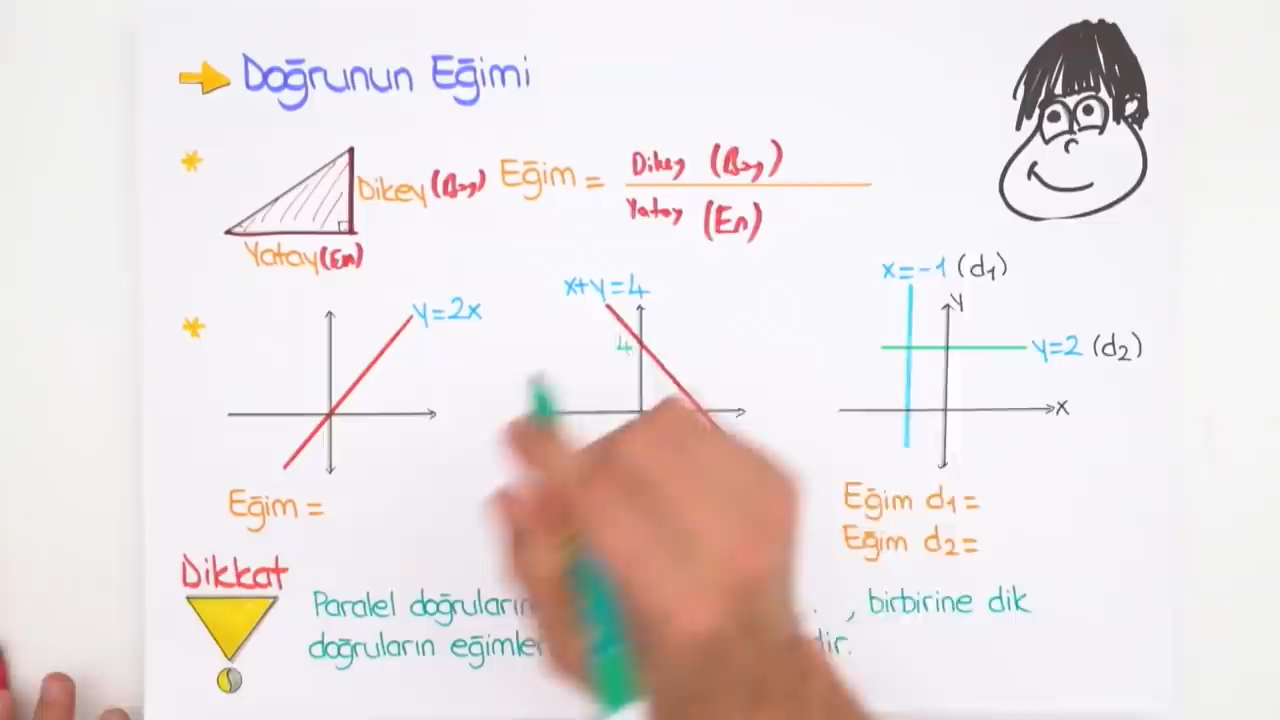 Doğrunun Eğimi
Dikey (Boy) Eğim = Dikey (Boy)
Yatay (En)
Yatay (En)
y=2x
x+y=4
4
x=-1 (d1)
y
y=2 (d2)
x
Eğim =
Eğim d1=
Eğim d2=
Dikkat
Paralel doğruların , birbirine dik
doğruların dir.